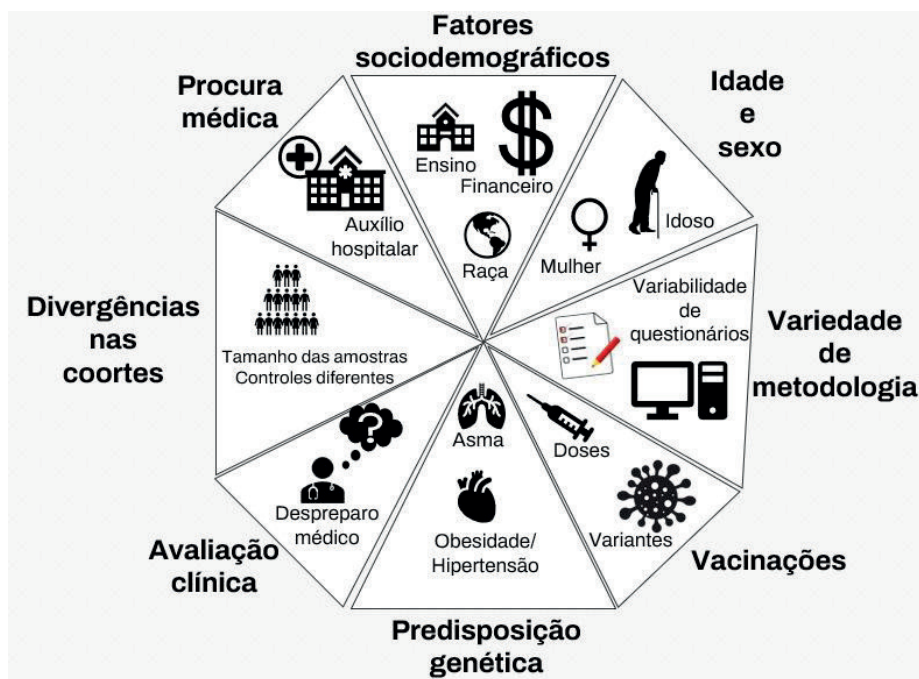 Fatores
sociodemográficos
Idade
e
sexo
Procura
médica
Ensino
Financeiro
Raça
Idoso
Mulher
Auxílio
hospitalar
Variabilidade
de
questionários
Variedade
de
metodologia
Divergências
nas
coortes
Tamanho das amostras
Controles diferentes
Asma
Doses
Despreparo
médico
Obesidade/
Hipertensão
Variantes
Avaliação
clínica
Vacinações
Predisposição
genética